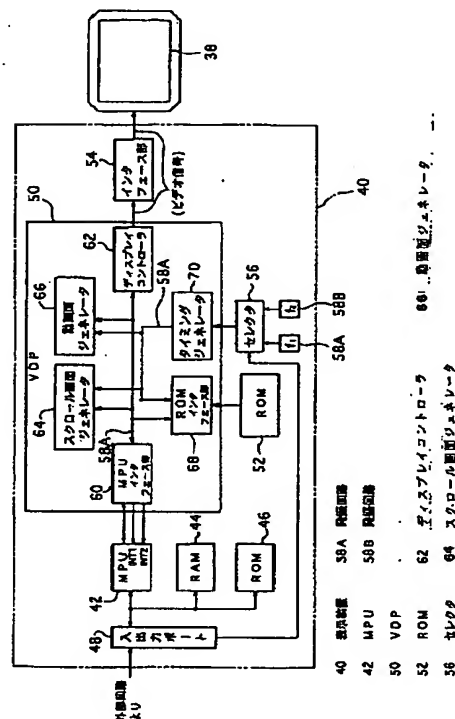 38
54
インタ
フェース部
(ビデオ信号)
50
VDP
66
動画面
ジェネレータ
64
スクロール画面
ジェネレータ
62
ディスプレイ
コントローラ
58A
58A
60
MPU
インタ
フェース部
70
タイミング
ジェネレータ
68
ROM
インタ
フェース部
42
MPU
INT1
INT2
44
RAM
46
ROM
48
入出力ポート
外部回路
より
52
ROM
56
セレクタ
f1
f2
58A
58B
40
40 表示装置
42 MPU
50 VDP
52 ROM
56 セレクタ
58A 発振回路
58B 発振回路
62 ディスプレイコントローラ
64 スクロール画面ジェネレータ
66 動画面ジェネレータ